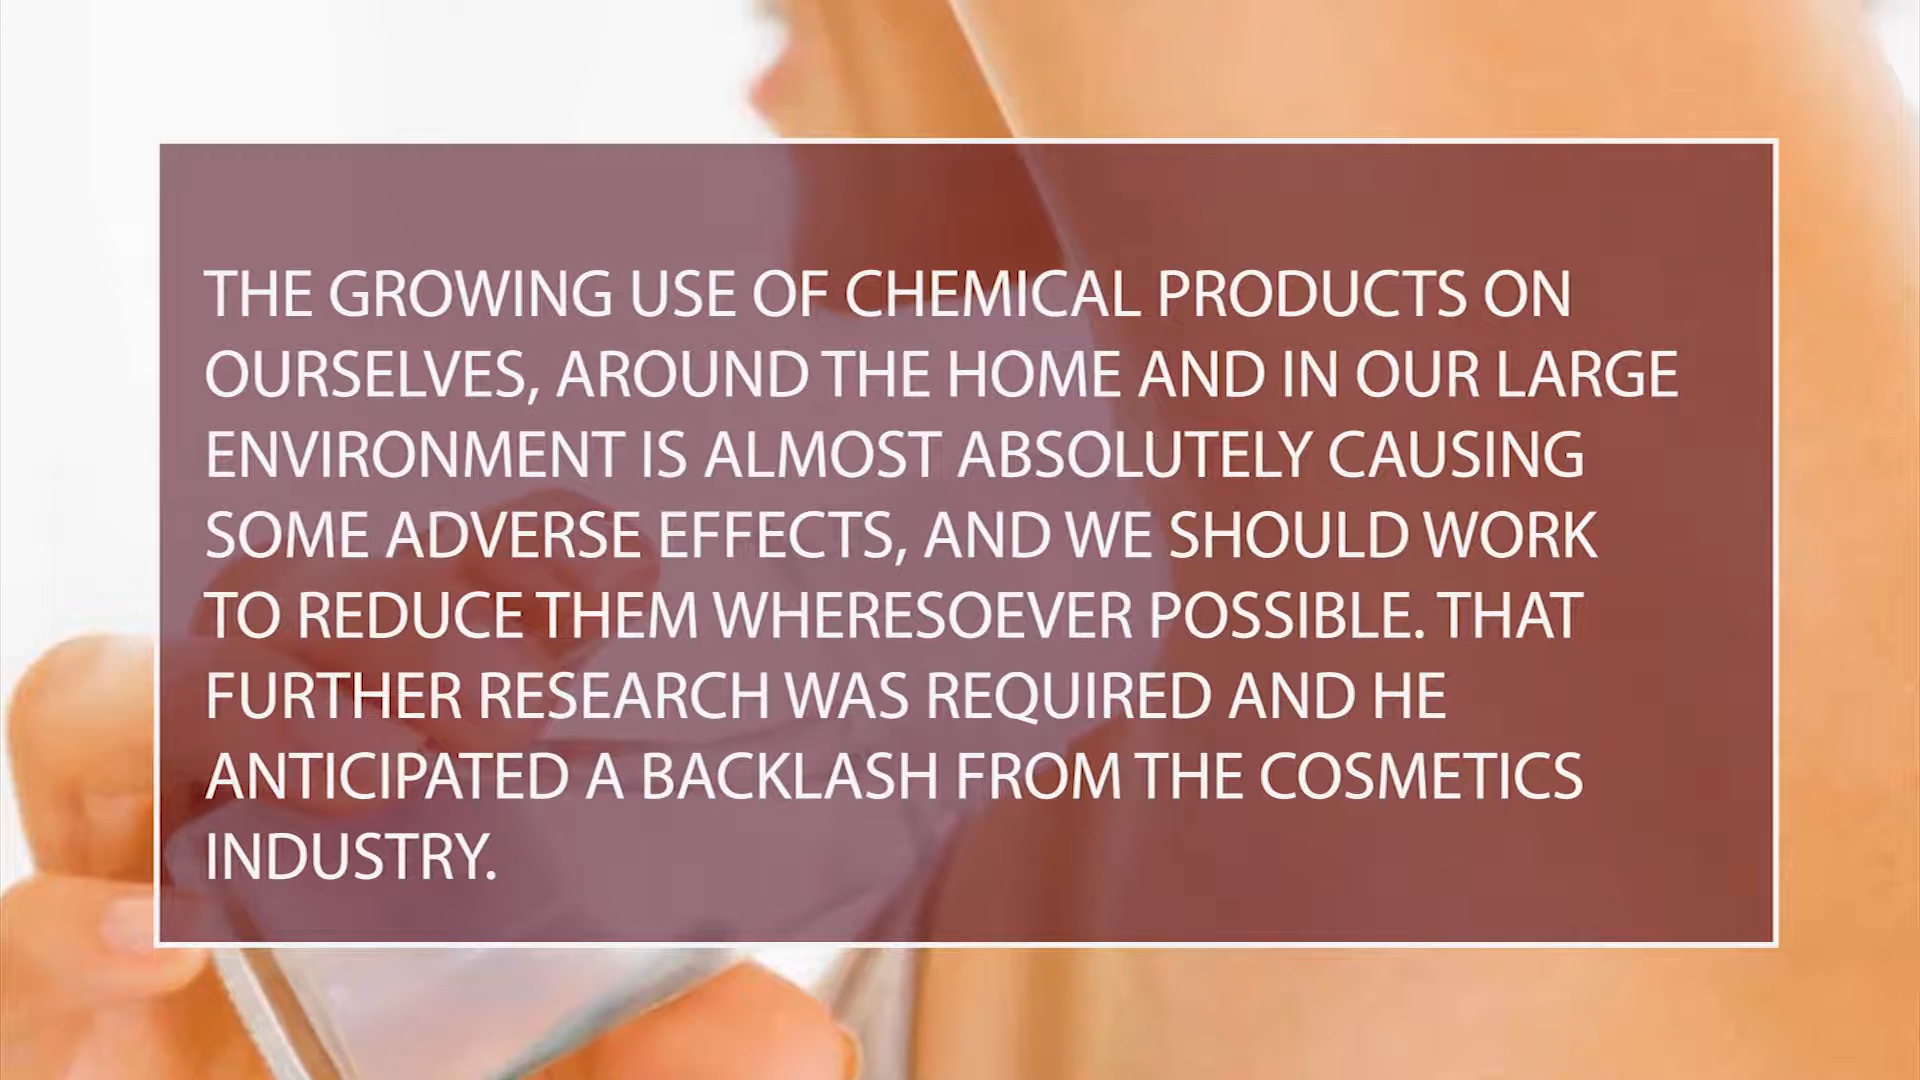 THE GROWING USE OF CHEMICAL PRODUCTS ON
OURSELVES, AROUND THE HOME AND IN OUR LARGE
ENVIRONMENT IS ALMOST ABSOLUTELY CAUSING
SOME ADVERSE EFFECTS, AND WE SHOULD WORK
TO REDUCE THEM WHERESOEVER POSSIBLE. THAT
FURTHER RESEARCH WAS REQUIRED AND HE
ANTICIPATED A BACKLASH FROM THE COSMETICS
INDUSTRY.